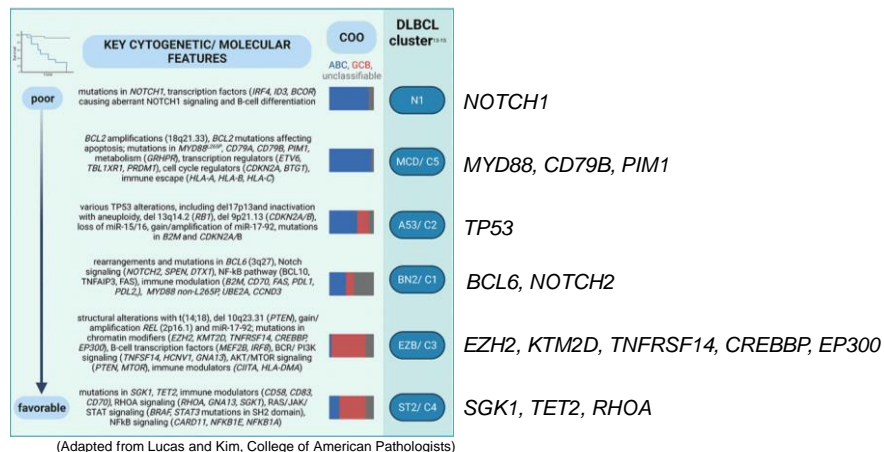 KEY CYTOGENETIC/ MOLECULAR
FEATURES
COO
ABC, GCB,
unclassifiable
DLBCL
cluster
poor
mutations in NOTCH1, transcription factors (IRF4, ID3, BCOR)
causing aberrant NOTCH1 signaling and B-cell differentiation
N1
NOTCH1
BCL2 amplifications (18q21.33), BCL2 mutations affecting
apoptosis; mutations in MYD88L265P, CD79A, CD79B, PIM1,
metabolism (GRHPR), transcription regulators (ETV6,
TBL1XR1, PRDM1), cell cycle regulators (CDKN2A, BTG1),
immune escape (HLA-A, HLA-B, HLA-C)
MCD/ C5
MYD88, CD79B, PIM1
various TP53 alterations, including del17p13and inactivation
with aneuploidy, del 13q14.2 (RB1), del 9p21.13 (CDKN2A/B),
loss of miR-15/16, gain/amplification of miR-17-92, mutations
in B2M and CDKN2A/B
A53/ C2
TP53
rearrangements and mutations in BCL6 (3q27), Notch
signaling (NOTCH2, SPEN, DTX1), NF-kB pathway (BCL10,
TNFAIP3, FAS), immune modulation (B2M, CD70, FAS, PDL1,
PDL2,), MYD88 non-L265P, UBE2A, CCND3
BN2/ C1
BCL6, NOTCH2
structural alterations with t(14;18), del 10q23.31 (PTEN), gain/
amplification REL (2p16.1) and miR-17-92; mutations in
chromatin modifiers (EZH2, KMT2D, TNFRSF14, CREBBP,
EP300), B-cell transcription factors (MEF2B, IRF8), BCR/ PI3K
signaling (TNFSF14, HCNV1, GNA13), AKT/MTOR signaling
(PTEN, MTOR), immune modulators (CIITA, HLA-DMA)
EZB/ C3
EZH2, KTM2D, TNFRSF14, CREBBP, EP300
favorable
mutations in SGK1, TET2, immune modulators (CD58, CD83,
CD70), RHOA signaling (RHOA, GNA13, SGK1), RAS/JAK/
STAT signaling (BRAF, STAT3 mutations in SH2 domain),
NFkB signaling (CARD11, NFKB1E, NFKB1A)
ST2/ C4
SGK1, TET2, RHOA
(Adapted from Lucas and Kim, College of American Pathologists)